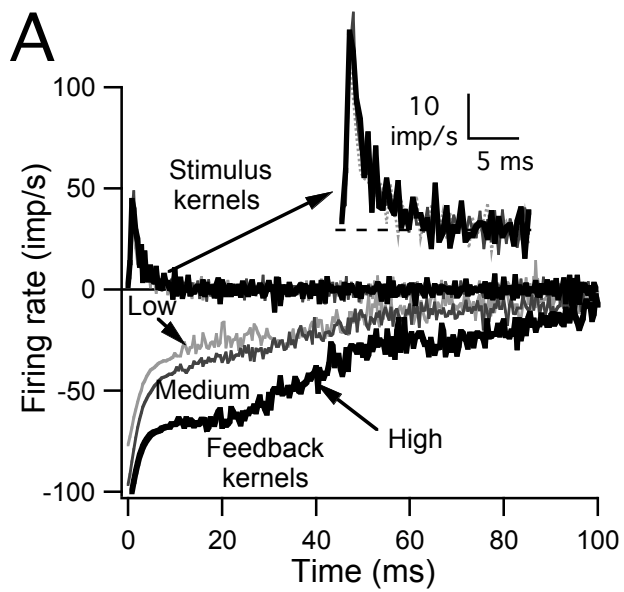 A
100
50
0
-50
-100
Firing rate (imp/s)
10
imp/s
5 ms
Stimulus
kernels
Low
Medium
High
Feedback
kernels
0
20
40
60
80
100
Time (ms)